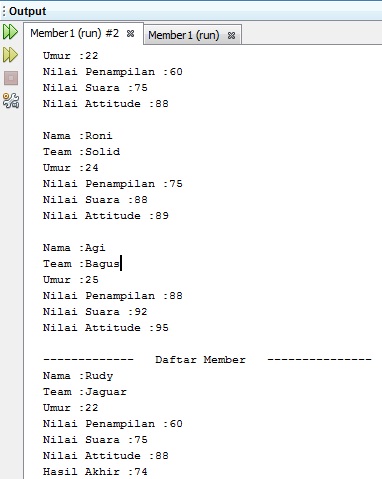 Output
Member1 (run) #2 Member1 (run)
Umur :22
Nilai Penampilan :60
Nilai Suara :75
Nilai Attitude :88
Nama :Roni
Team :Solid
Umur :24
Nilai Penampilan :75
Nilai Suara :88
Nilai Attitude :89
Nama :Agi
Team :Bagus
Umur :25
Nilai Penampilan :88
Nilai Suara :92
Nilai Attitude :95
------------- Daftar Member ---------------
Nama :Rudy
Team :Jaguar
Umur :22
Nilai Penampilan :60
Nilai Suara :75
Nilai Attitude :88
Hasil Akhir :74